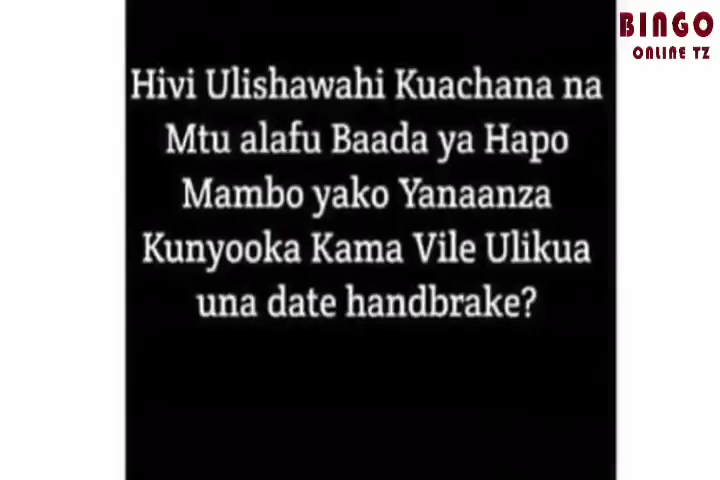 BINGO
ONLINE TZ
Hivi Ulishawahi Kuachana na
Mtu alafu Baada ya Hapo
Mambo yako Yanaanza
Kunyooka Kama Vile Ulikua
una date handbrake?